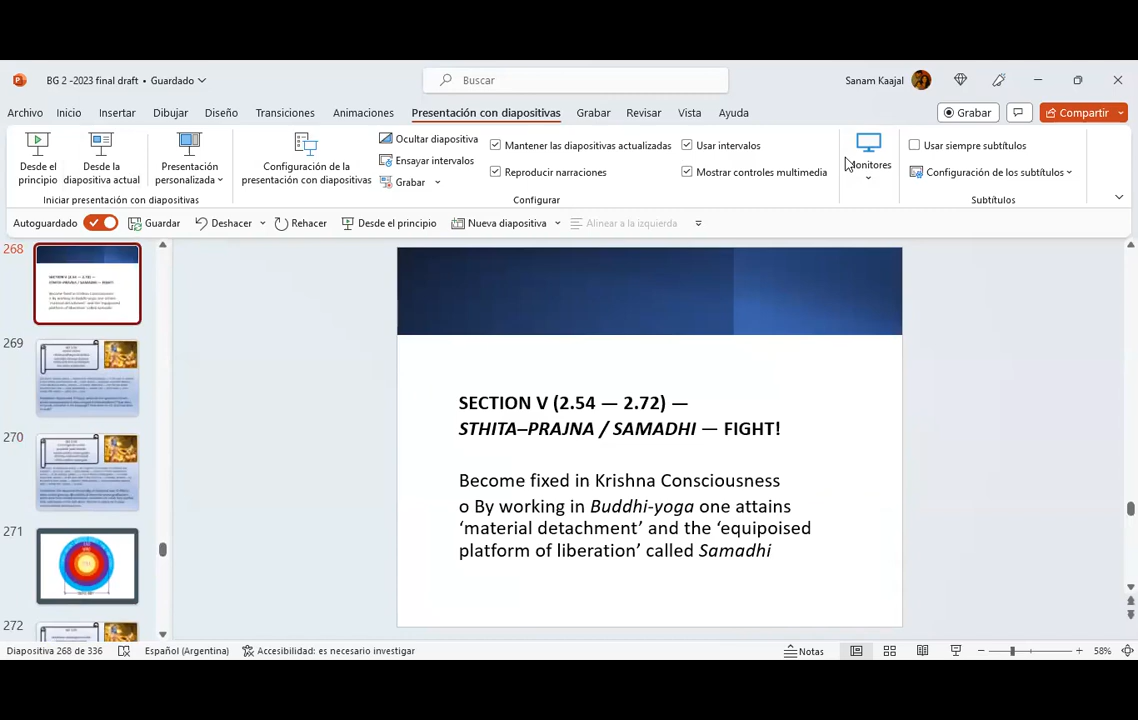 BG 2 -2023 final draft • Guardado
Buscar
Sanam Kaajal
Archivo Inicio Insertar Dibujar Diseño Transiciones Animaciones Presentación con diapositivas Grabar Revisar Vista Ayuda
Grabar Compartir
Desde el principio
Desde la diapositiva actual
Presentación personalizada
Iniciar presentación con diapositivas
Configuración de la presentación con diapositivas
Ocultar diapositiva
Ensayar intervalos
Grabar
Mantener las diapositivas actualizadas
Reproducir narraciones
Usar intervalos
Mostrar controles multimedia
Configurar
Monitores
Usar siempre subtítulos
Configuración de los subtítulos
Subtítulos
Autoguardado Guardar Deshacer Rehacer Desde el principio Nueva diapositiva Alinear a la izquierda
268
269
270
271
272
SECTION V (2.54 — 2.72) —
STHITA–PRAJNA / SAMADHI — FIGHT!
Become fixed in Krishna Consciousness
o By working in Buddhi-yoga one attains
‘material detachment’ and the ‘equipoised
platform of liberation’ called Samadhi
Diapositiva 268 de 336 Español (Argentina) Accesibilidad: es necesario investigar Notas 58%